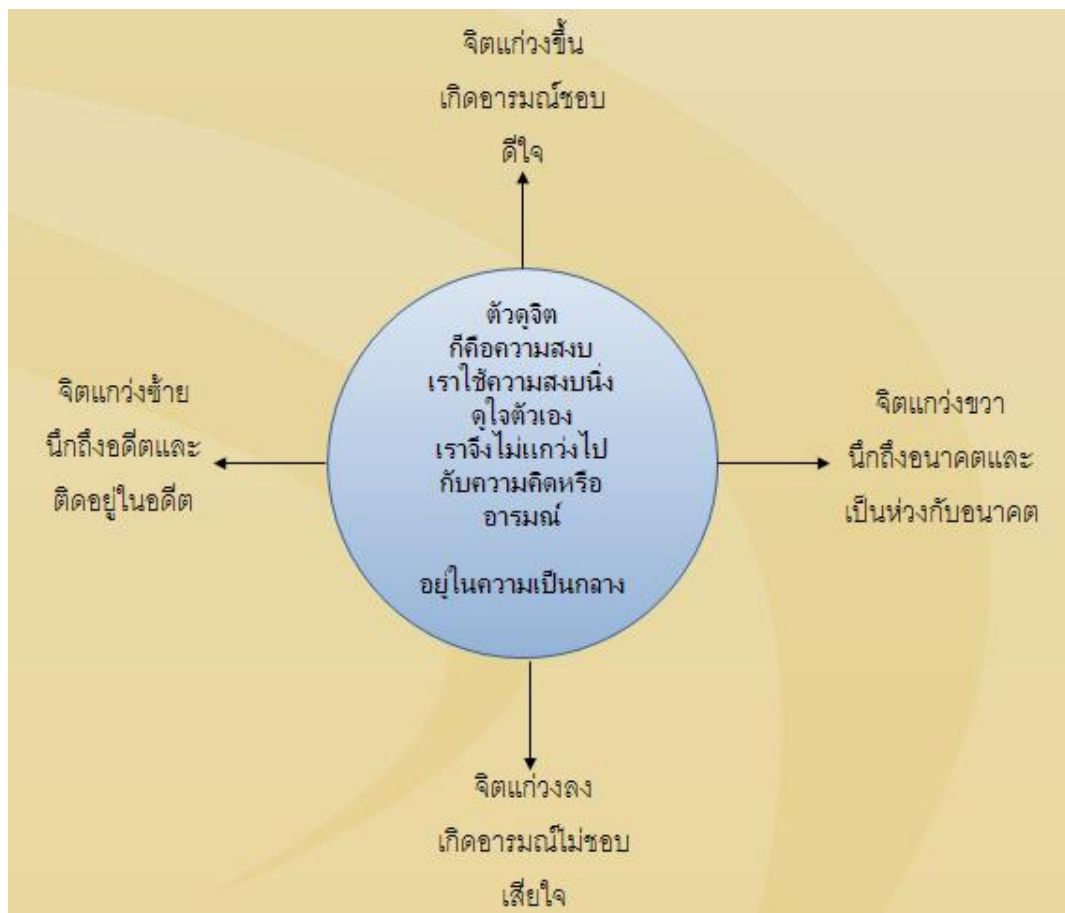 จิตแก่วงขึ้น
เกิดอารมณ์ชอบ
ดีใจ
ตัวดูจิต
ก็คือความสงบ
เราใช้ความสงบนิ่ง
ดูใจตัวเอง
เราจึงไม่แกว่งไป
กับความคิดหรือ
อารมณ์
อยู่ในความเป็นกลาง
จิตแกว่งซ้าย
นึกถึงอดีตและ
ติดอยู่ในอดีต
จิตแกว่งขวา
นึกถึงอนาคตและ
เป็นห่วงกับอนาคต
จิตแก่วงลง
เกิดอารมณ์ไม่ชอบ
เสียใจ